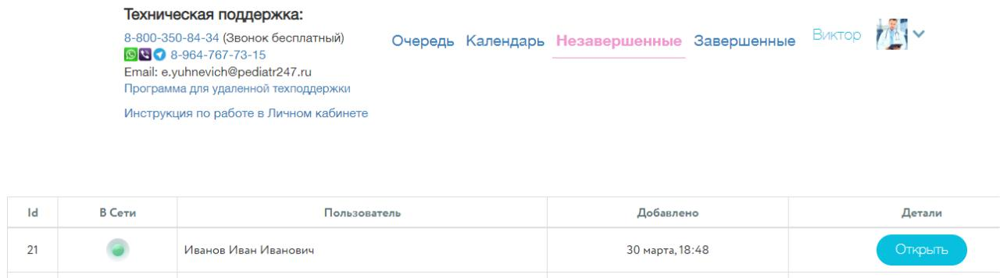 Техническая поддержка:
8-800-350-84-34 (Звонок бесплатный)
8-964-767-73-15
Email: e.yuhnevich@pediatr247.ru
Программа для удаленной техподдержки
Инструкция по работе в Личном кабинете
Очередь Календарь Незавершенные Завершенные Виктор
Id В Сети Пользователь Добавлено Детали
21 Иванов Иван Иванович 30 марта, 18:48 Открыть